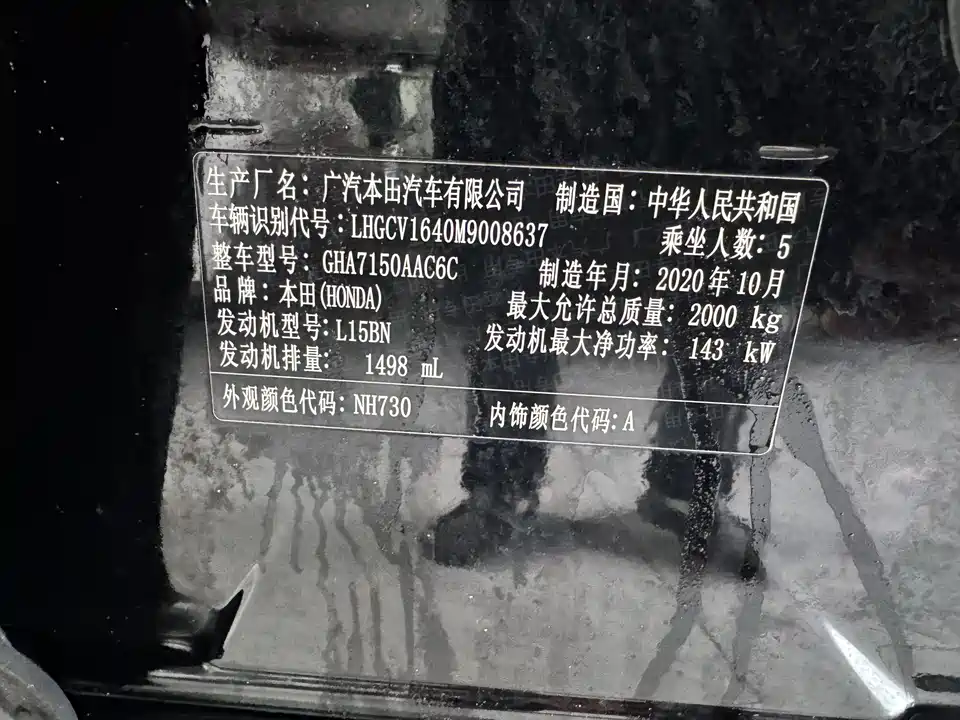 生产厂名：广汽本田汽车有限公司 制造国：中华人民共和国
车辆识别代号：LHGCV1640M9008637 乘坐人数：5
整车型号：GHA7150AAC6C 制造年月：2020年10月
品牌：本田(HONDA) 最大允许总质量：2000 kg
发动机型号：L15BN 发动机最大净功率：143 kW
发动机排量：1498 mL
外观颜色代码：NH730 内饰颜色代码：A